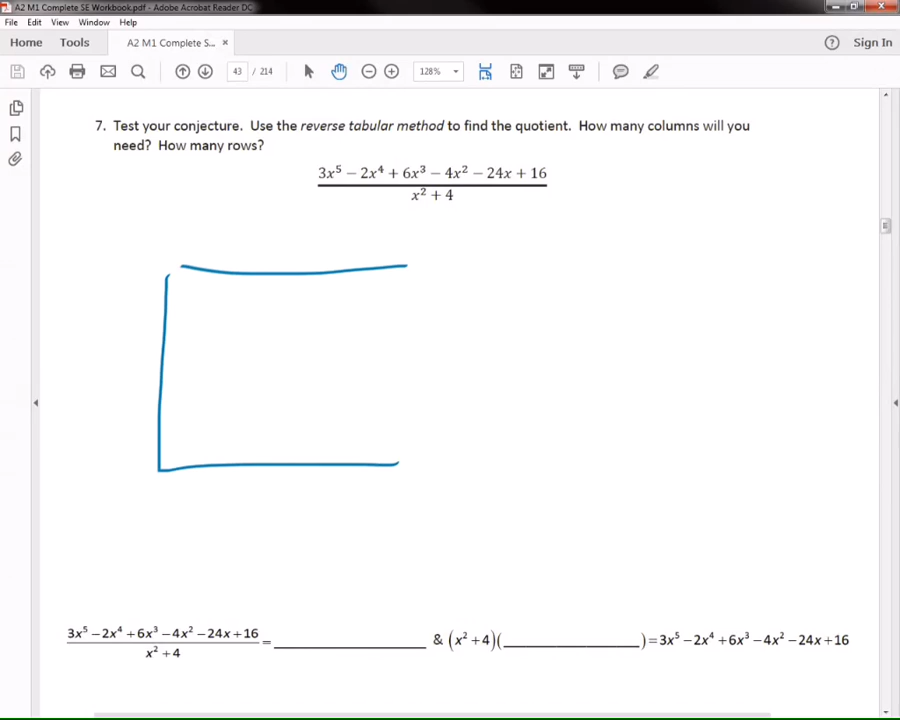 A2 M1 Complete SE Workbook.pdf - Adobe Acrobat Reader DC
File Edit View Window Help
Home Tools A2 M1 Complete S... × Sign In
43 / 214 128%
7. Test your conjecture. Use the reverse tabular method to find the quotient. How many columns will you
need? How many rows?
3x⁵ − 2x⁴ + 6x³ − 4x² − 24x + 16
x² + 4
3x⁵ −2x⁴ +6x³ −4x² −24x+16
x² +4
= ____________________ & (x² +4)(__________________) =3x⁵ −2x⁴ +6x³ −4x² −24x+16